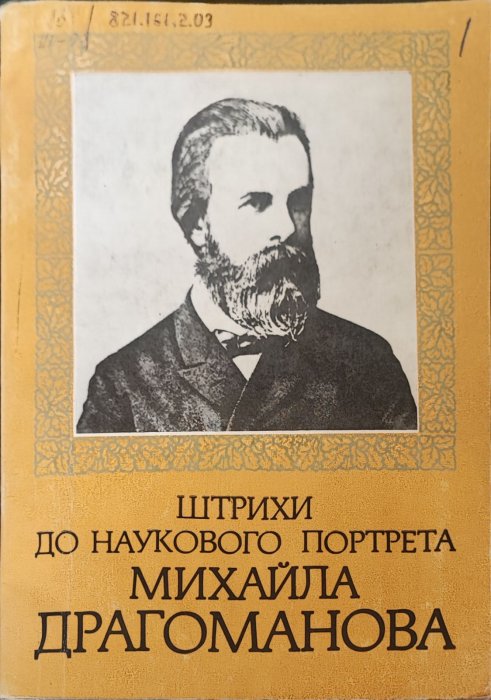 821.161.2.03
ШТРИХИ
ДО НАУКОВОГО ПОРТРЕТА
МИХАЙЛА
ДРАГОМАНОВА